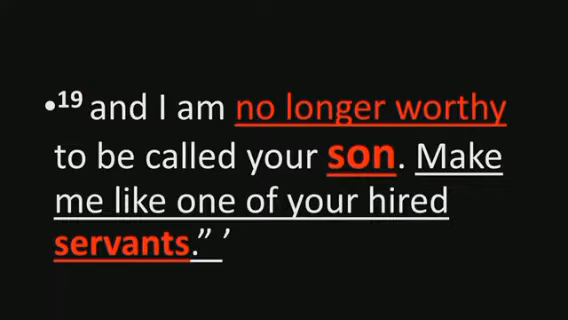 •¹⁹ and I am no longer worthy
to be called your son. Make
me like one of your hired
servants.” ’